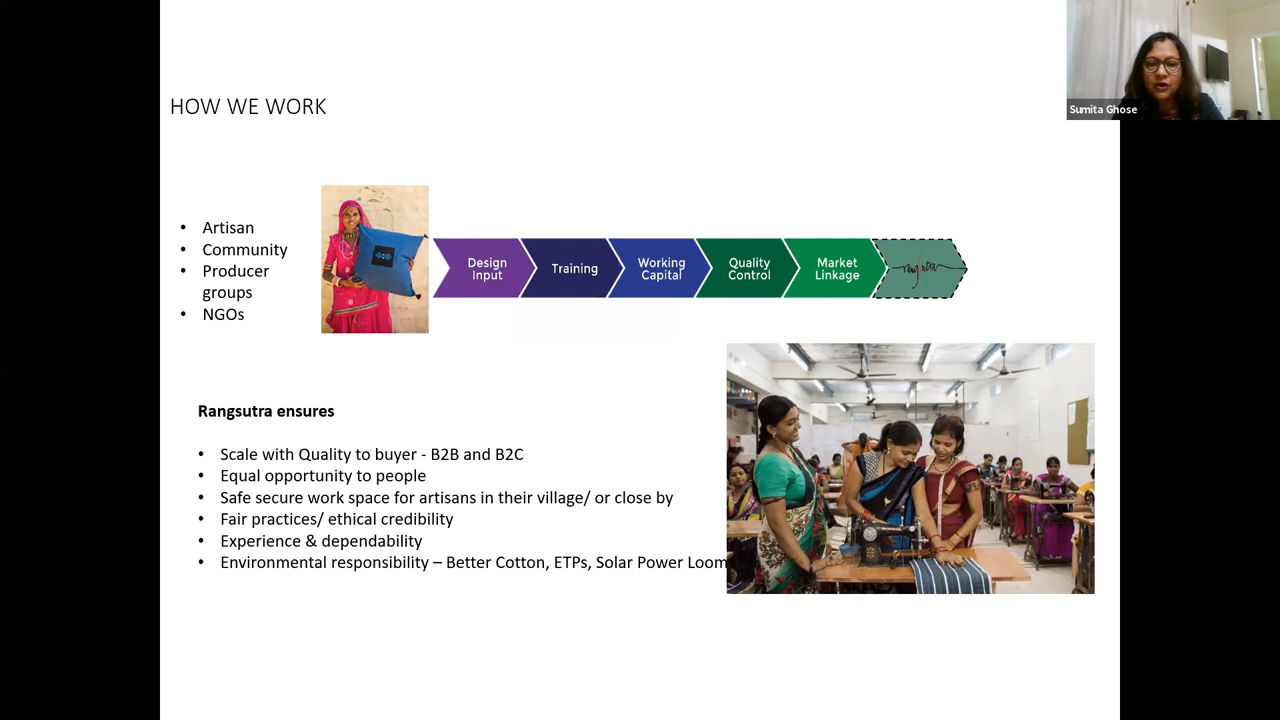 Sumita Ghose
HOW WE WORK
• Artisan
• Community
• Producer
groups
• NGOs
Design
Input
Training
Working
Capital
Quality
Control
Market
Linkage
rangsutra
Rangsutra ensures
• Scale with Quality to buyer - B2B and B2C
• Equal opportunity to people
• Safe secure work space for artisans in their village/ or close by
• Fair practices/ ethical credibility
• Experience & dependability
• Environmental responsibility – Better Cotton, ETPs, Solar Power Loom